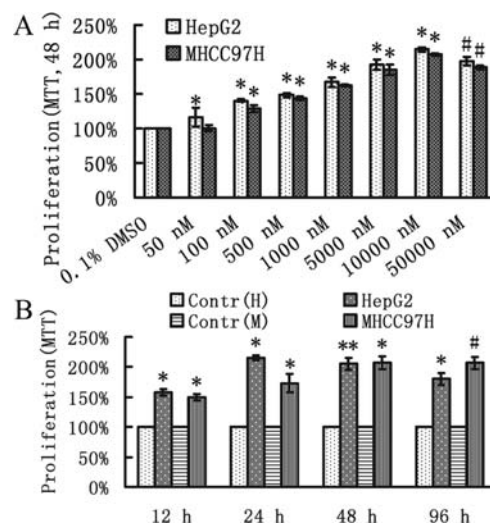 A
HepG2
MHCC97H
Proliferation(MTT, 48 h)
250%
200%
150%
100%
50%
0%
* * * * * * * * * * * # #
0.1% DMSO
50 nM
100 nM
500 nM
1000 nM
5000 nM
10000 nM
50000 nM
B
Contr(H) HepG2
Contr(M) MHCC97H
Proliferation(MTT)
250%
200%
150%
100%
50%
0%
* * * * ** * * #
12 h 24 h 48 h 96 h